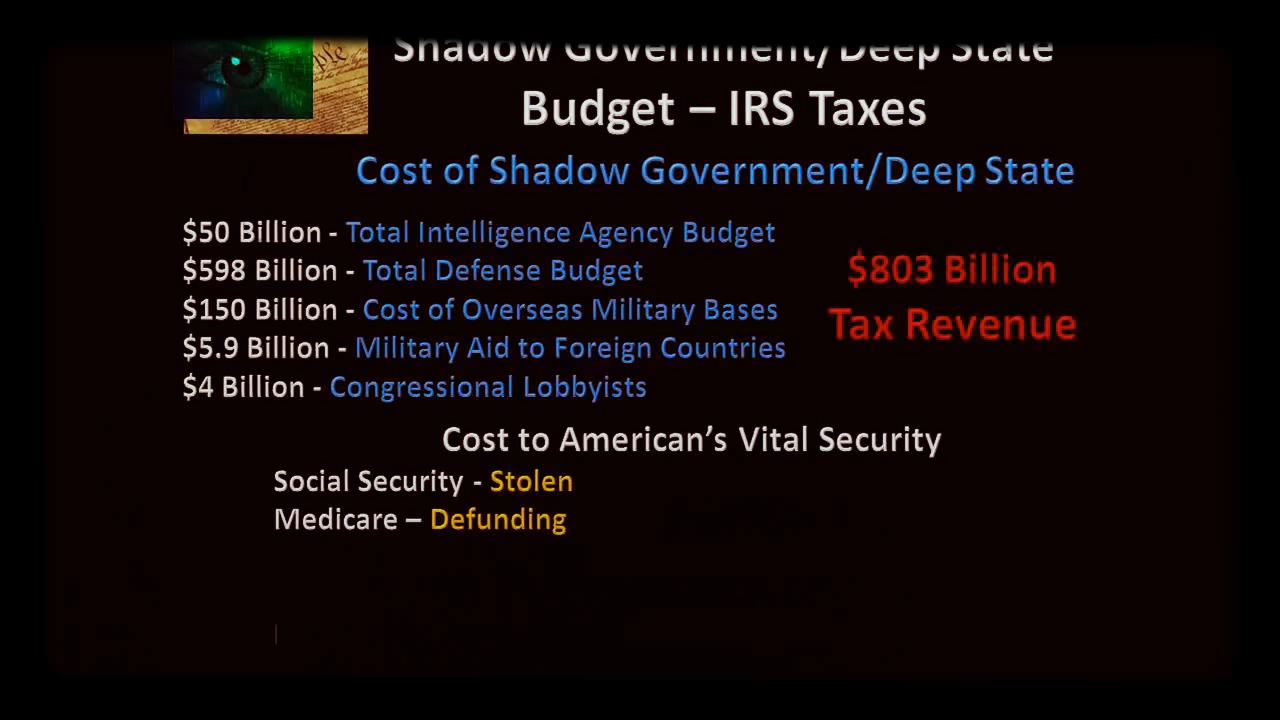 Shadow Government/Deep State
Budget – IRS Taxes
Cost of Shadow Government/Deep State
$50 Billion - Total Intelligence Agency Budget
$598 Billion - Total Defense Budget
$150 Billion - Cost of Overseas Military Bases
$5.9 Billion - Military Aid to Foreign Countries
$4 Billion - Congressional Lobbyists
$803 Billion
Tax Revenue
Cost to American’s Vital Security
Social Security - Stolen
Medicare – Defunding